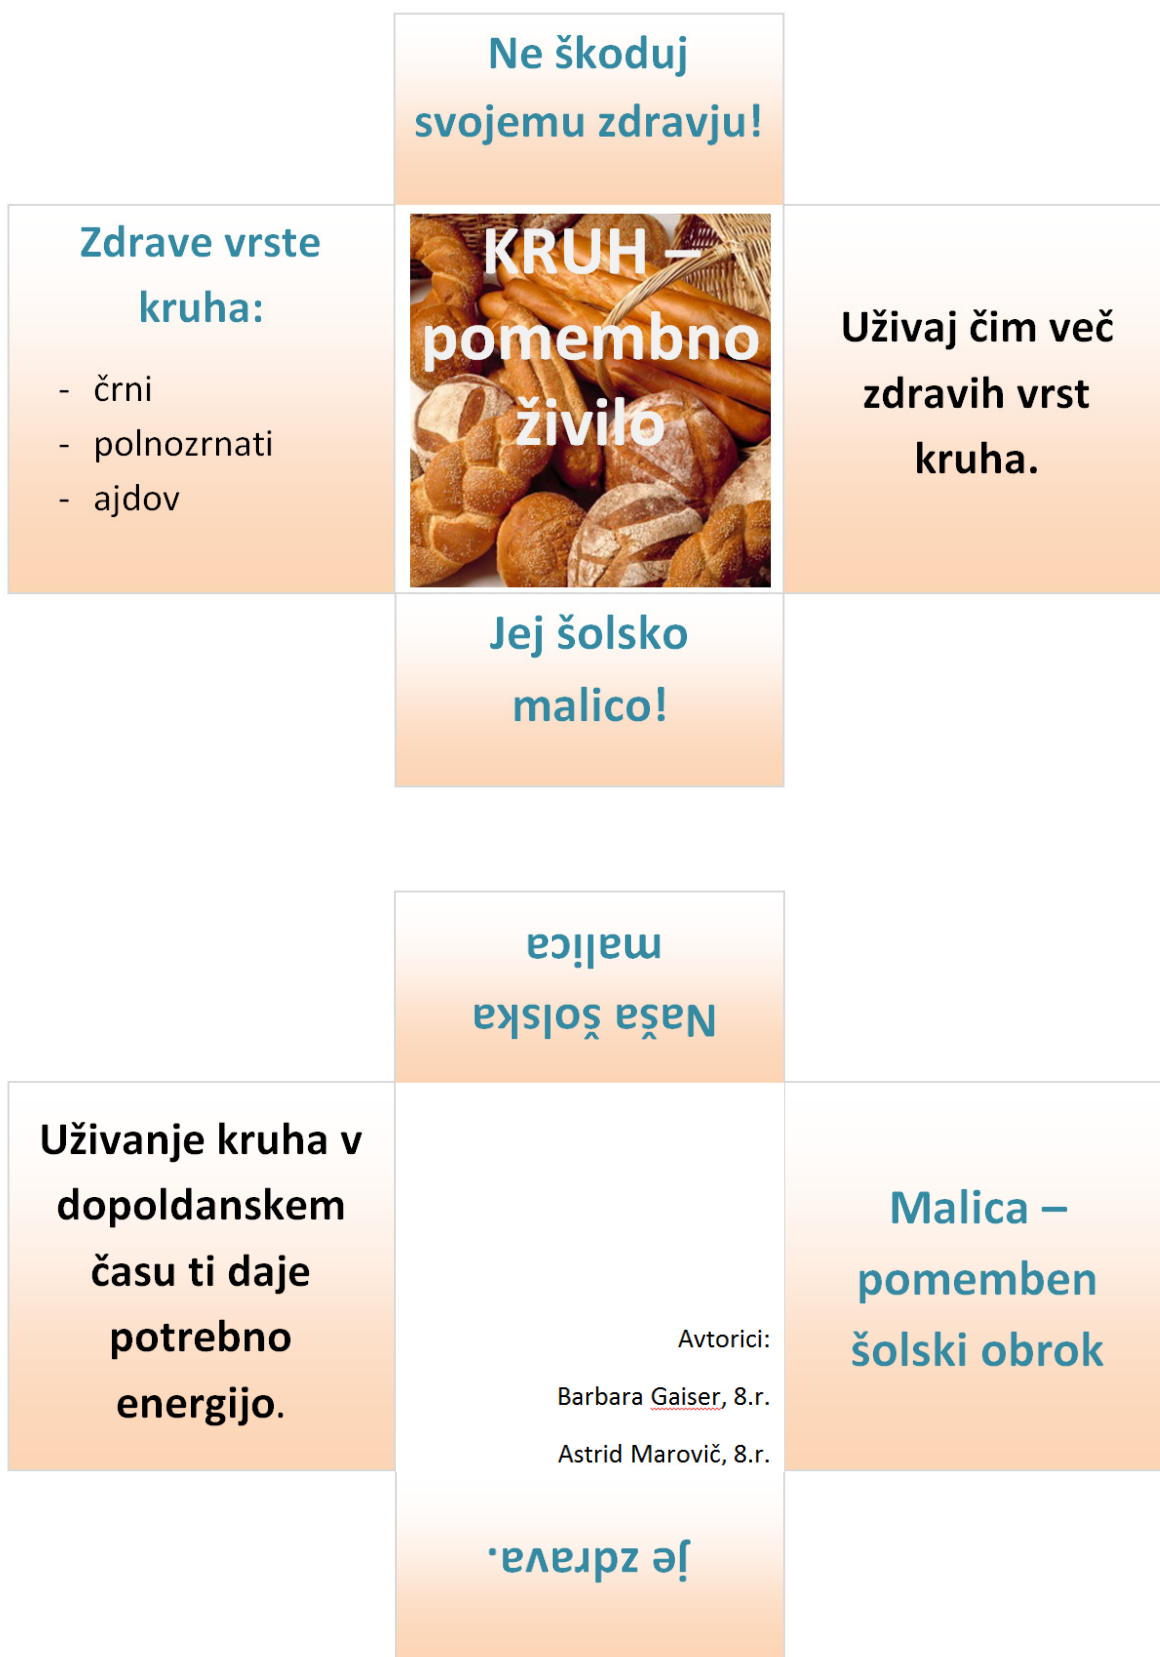 Ne škoduj
svojemu zdravju!
Zdrave vrste
kruha:
- črni
- polnozrnati
- ajdov
KRUH –
pomembno
živilo
Uživaj čim več
zdravih vrst
kruha.
Jej šolsko
malico!
Naša šolska
malica
Uživanje kruha v
dopoldanskem
času ti daje
potrebno
energijo.
Avtorici:
Barbara Gaiser, 8.r.
Astrid Marovič, 8.r.
Malica –
pomemben
šolski obrok
je zdrava.